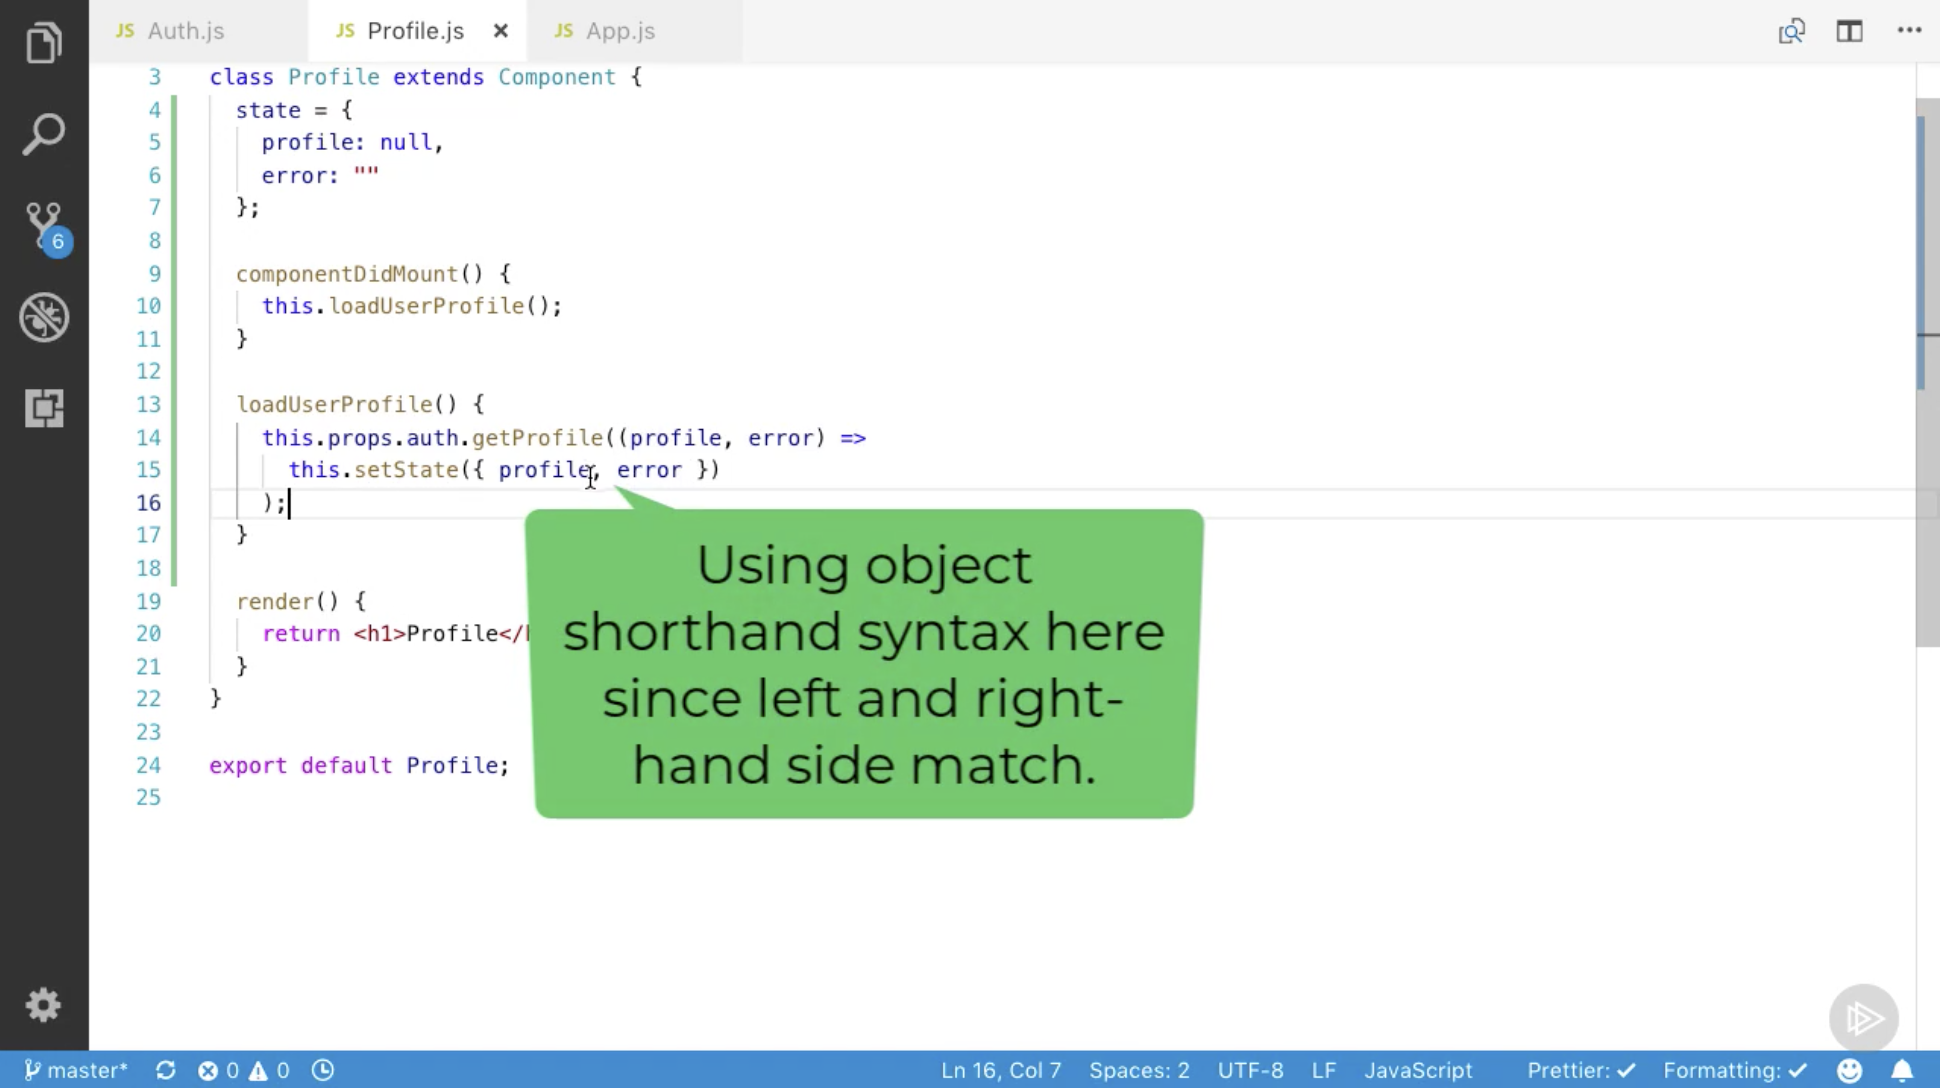 JS Auth.js JS Profile.js × JS App.js
3 class Profile extends Component {
4 state = {
5 profile: null,
6 error: ""
7 };
8
9 componentDidMount() {
10 this.loadUserProfile();
11 }
12
13 loadUserProfile() {
14 this.props.auth.getProfile((profile, error) =>
15 this.setState({ profile, error })
16 );
17 }
18
19 render() {
20 return <h1>Profile</
21 }
22 }
23
24 export default Profile;
25
Using object
shorthand syntax here
since left and right-
hand side match.
6
master* 0 0 Ln 16, Col 7 Spaces: 2 UTF-8 LF JavaScript Prettier: ✓ Formatting: ✓